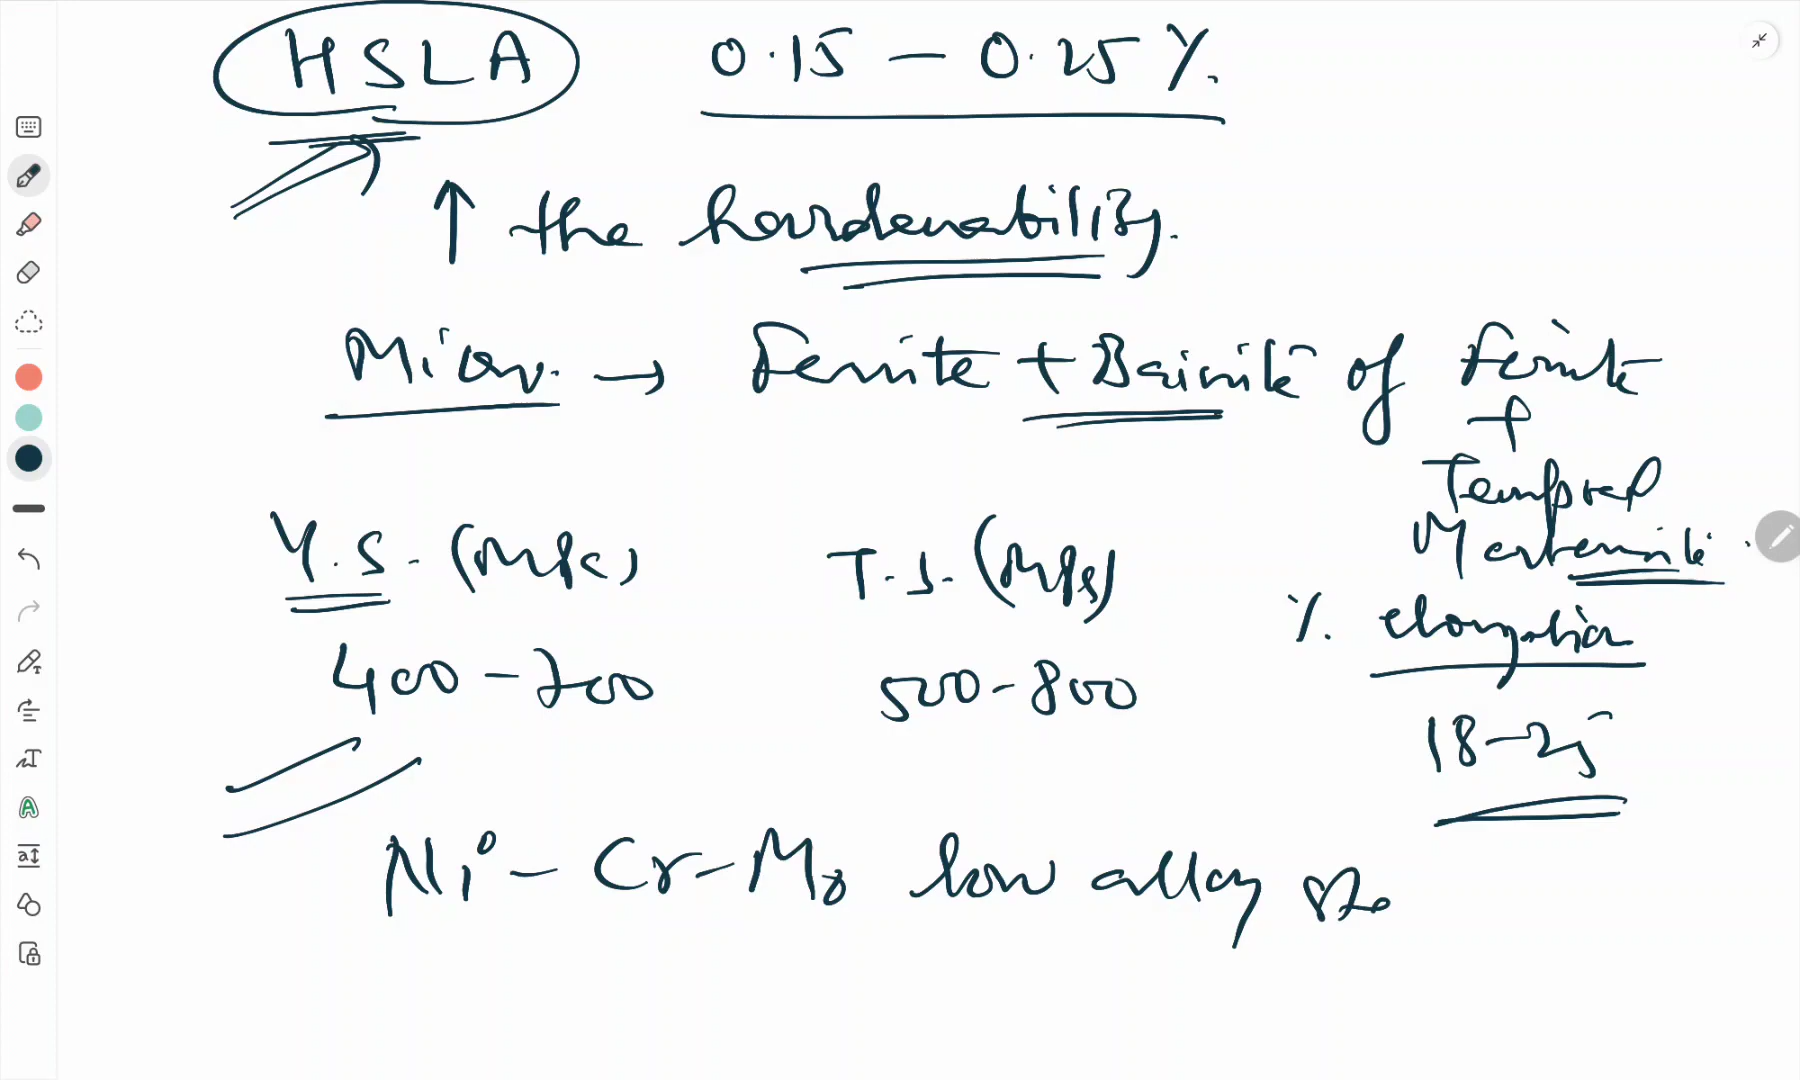 HSLA 0.15 - 0.25 %.
↑ the hardenability.
Micro. → Ferrite + Bainite of Ferrite
+
Tempred
Martensite.
Y.S. (MPa) T.S. (MPa) % elongation
400 - 700 500-800 18-25
Ni - Cr - Mo low alloy